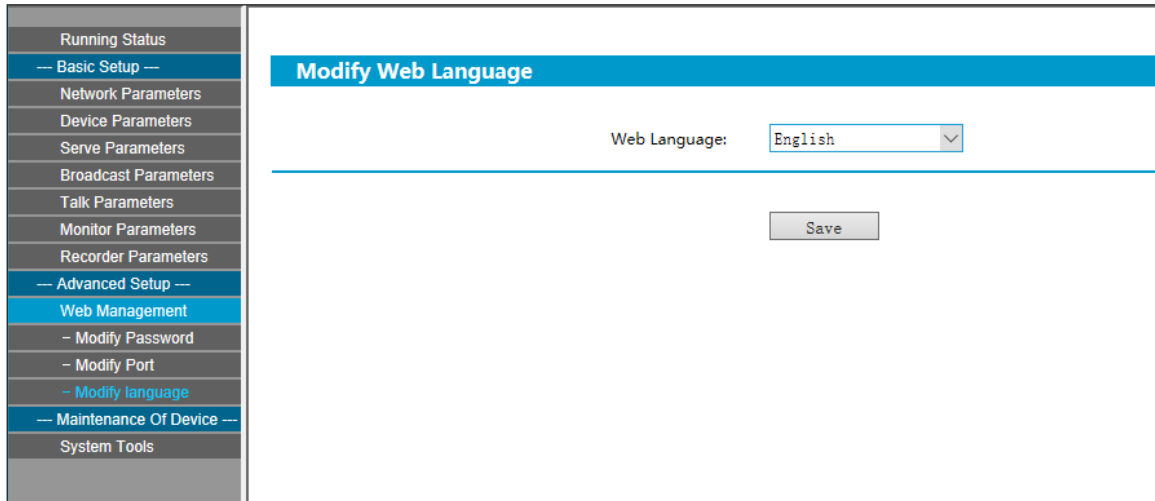 Running Status
--- Basic Setup ---
Network Parameters
Device Parameters
Serve Parameters
Broadcast Parameters
Talk Parameters
Monitor Parameters
Recorder Parameters
--- Advanced Setup ---
Web Management
− Modify Password
− Modify Port
− Modify language
--- Maintenance Of Device ---
System Tools
Modify Web Language
Web Language: English
Save